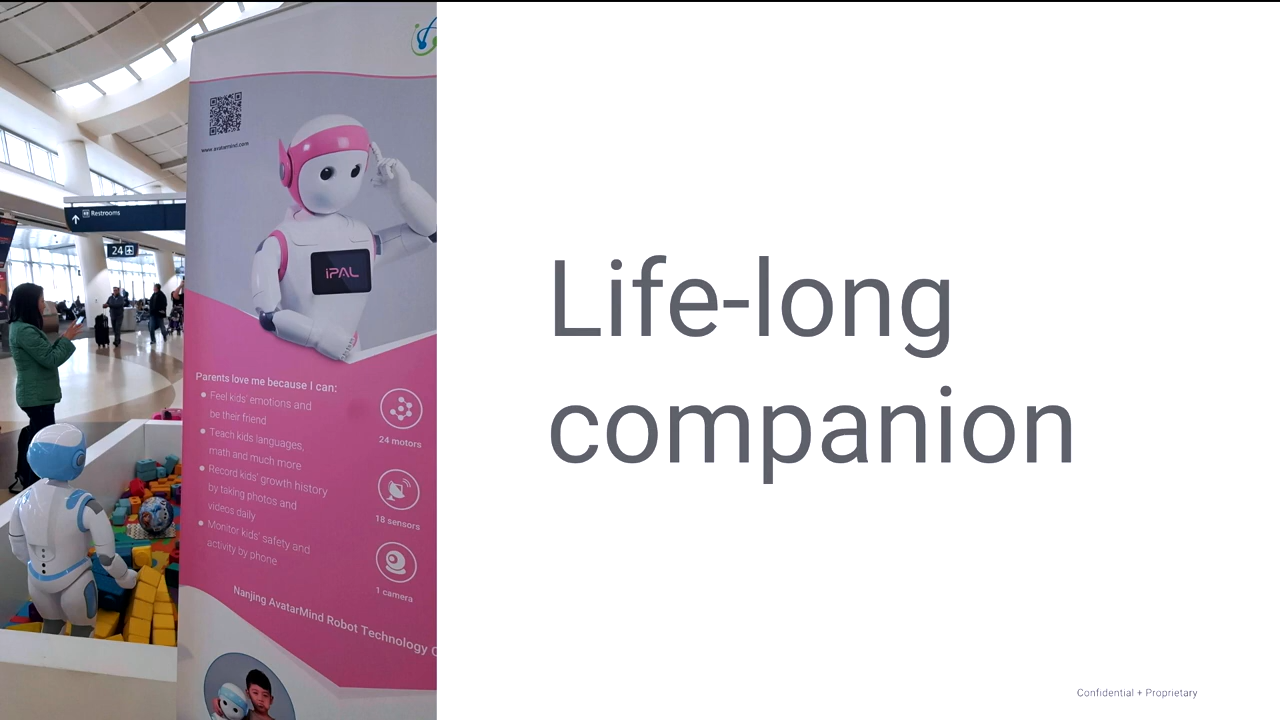 www.avatarmind.com
Restrooms
24
iPAL
Parents love me because I can:
Feel kids' emotions and
be their friend
Teach kids languages,
math and much more
Record kids' growth history
by taking photos and
videos daily
Monitor kids' safety and
activity by phone
24 motors
18 sensors
1 camera
Nanjing AvatarMind Robot Technology
Life-long
companion
Confidential + Proprietary